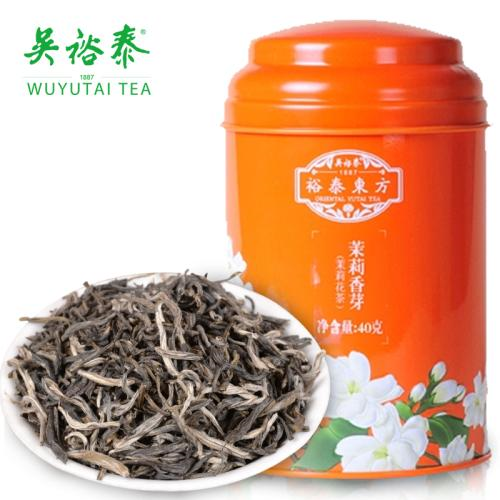 吴裕泰®
1887
WUYUTAI TEA
吴裕泰
1887
裕泰東方
ORIENTAL YUTAI TEA
茉莉香芽
(茉莉花茶)
净含量:40克